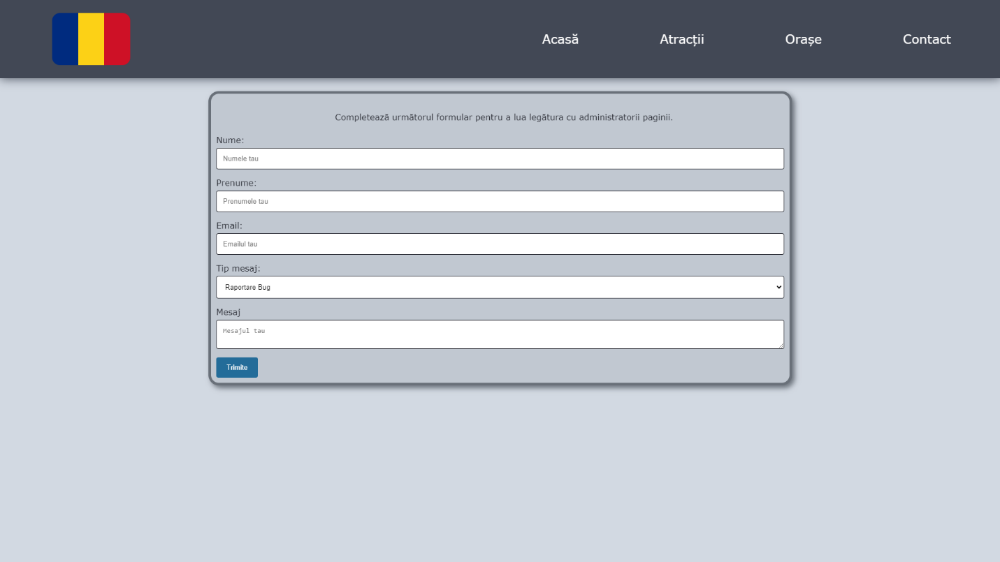 Acasă Atracții Orașe Contact
Completează următorul formular pentru a lua legătura cu administratorii paginii.
Nume:
Numele tau
Prenume:
Prenumele tau
Email:
Emailul tau
Tip mesaj:
Raportare Bug
Mesaj
Mesajul tau
Trimite